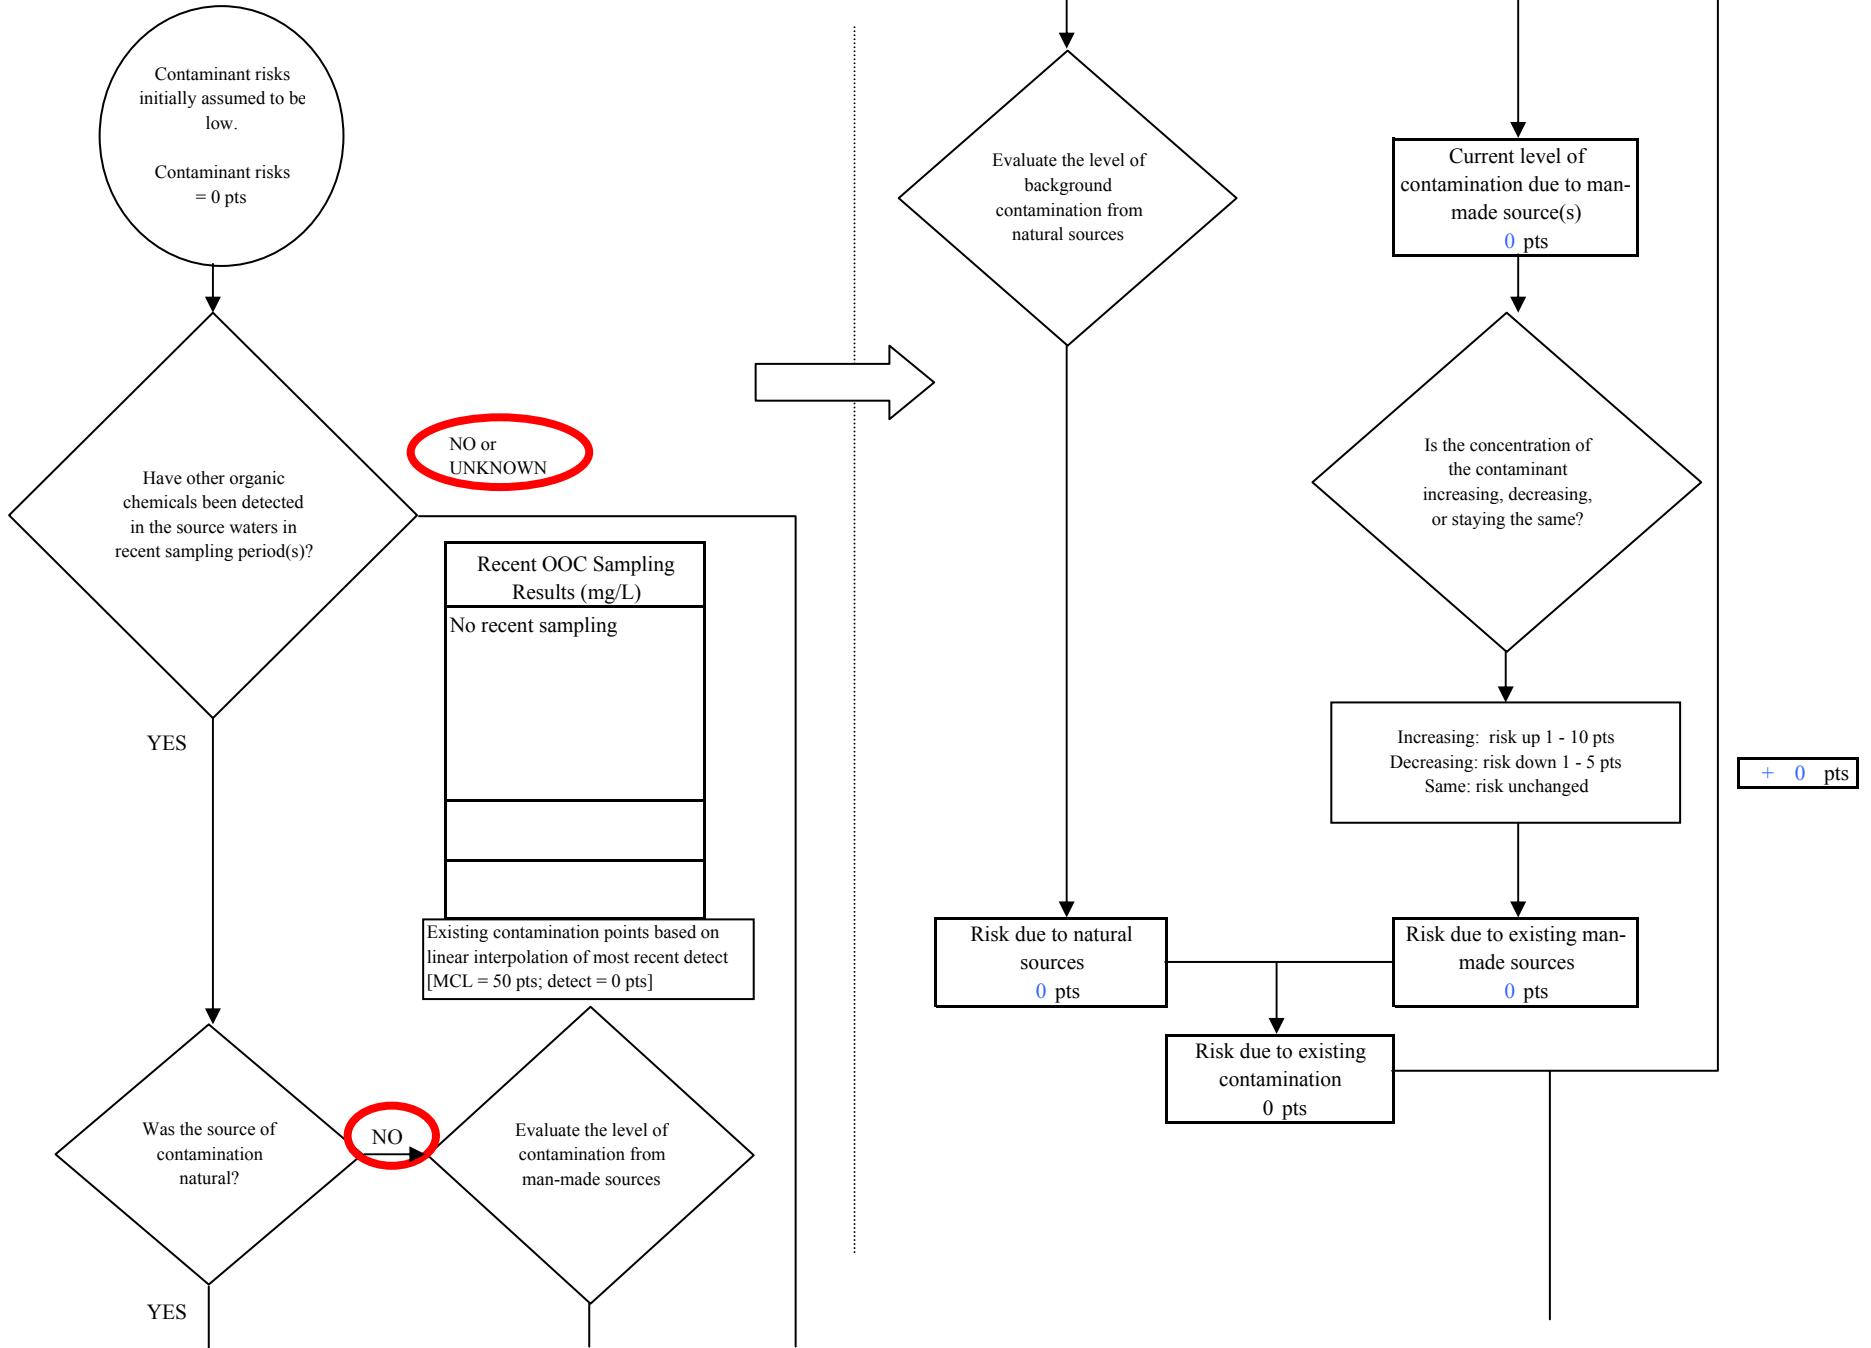 Contaminant risks
initially assumed to be
low.
Contaminant risks
= 0 pts
Have other organic
chemicals been detected
in the source waters in
recent sampling period(s)?
NO or
UNKNOWN
YES
Recent OOC Sampling
Results (mg/L)
No recent sampling
Existing contamination points based on
linear interpolation of most recent detect
[MCL = 50 pts; detect = 0 pts]
Was the source of
contamination
natural?
NO
Evaluate the level of
contamination from
man-made sources
YES
Evaluate the level of
background
contamination from
natural sources
Current level of
contamination due to man-
made source(s)
0 pts
Is the concentration of
the contaminant
increasing, decreasing,
or staying the same?
Increasing: risk up 1 - 10 pts
Decreasing: risk down 1 - 5 pts
Same: risk unchanged
+ 0 pts
Risk due to natural
sources
0 pts
Risk due to existing man-
made sources
0 pts
Risk due to existing
contamination
0 pts